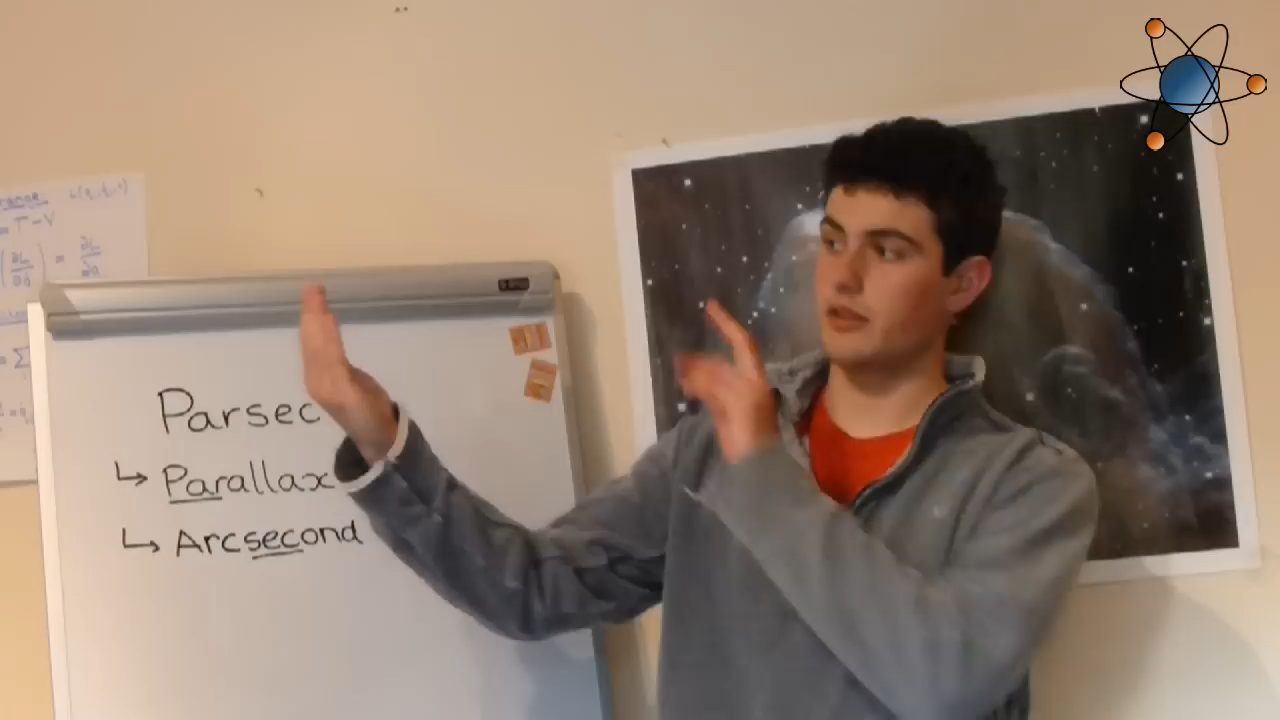 L(q, q̇, t)
= T - V
(∂L/∂q̇) = ∂L/∂q
Parsec
↳ Parallax
↳ Arcsecond